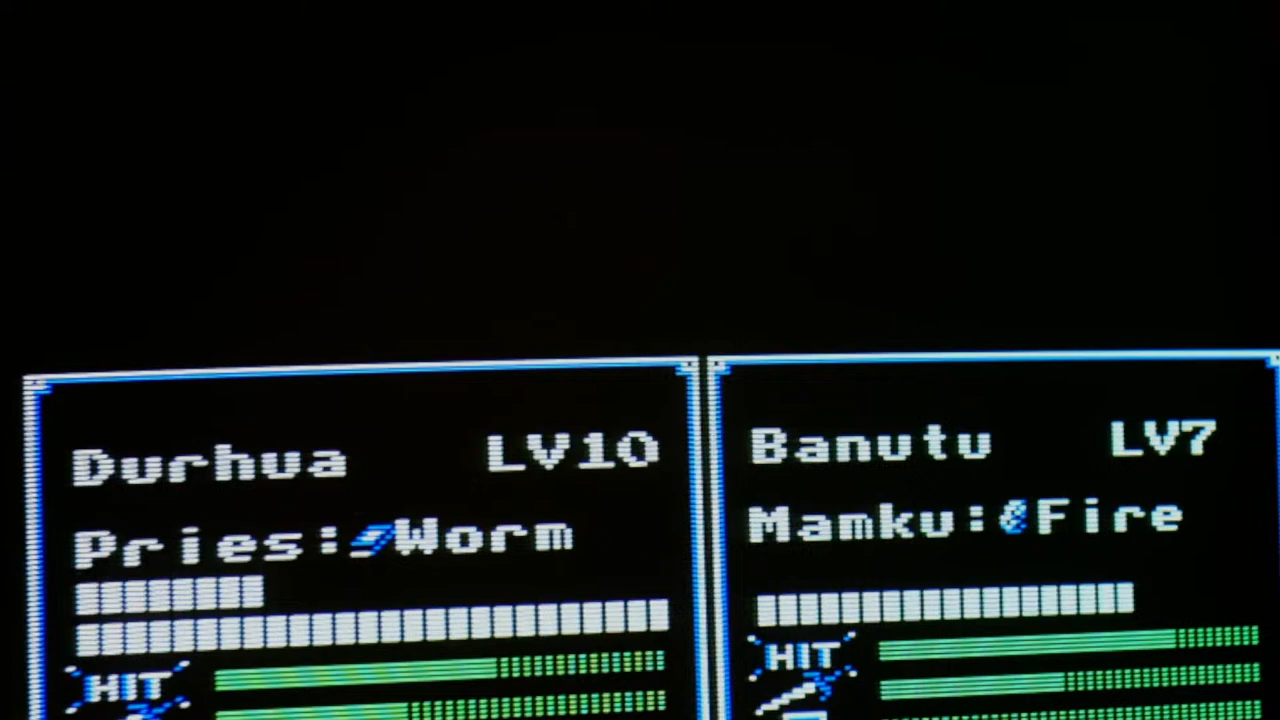 Durhua LV10
Pries: Worm
HIT
Banutu LV7
Mamku: Fire
HIT